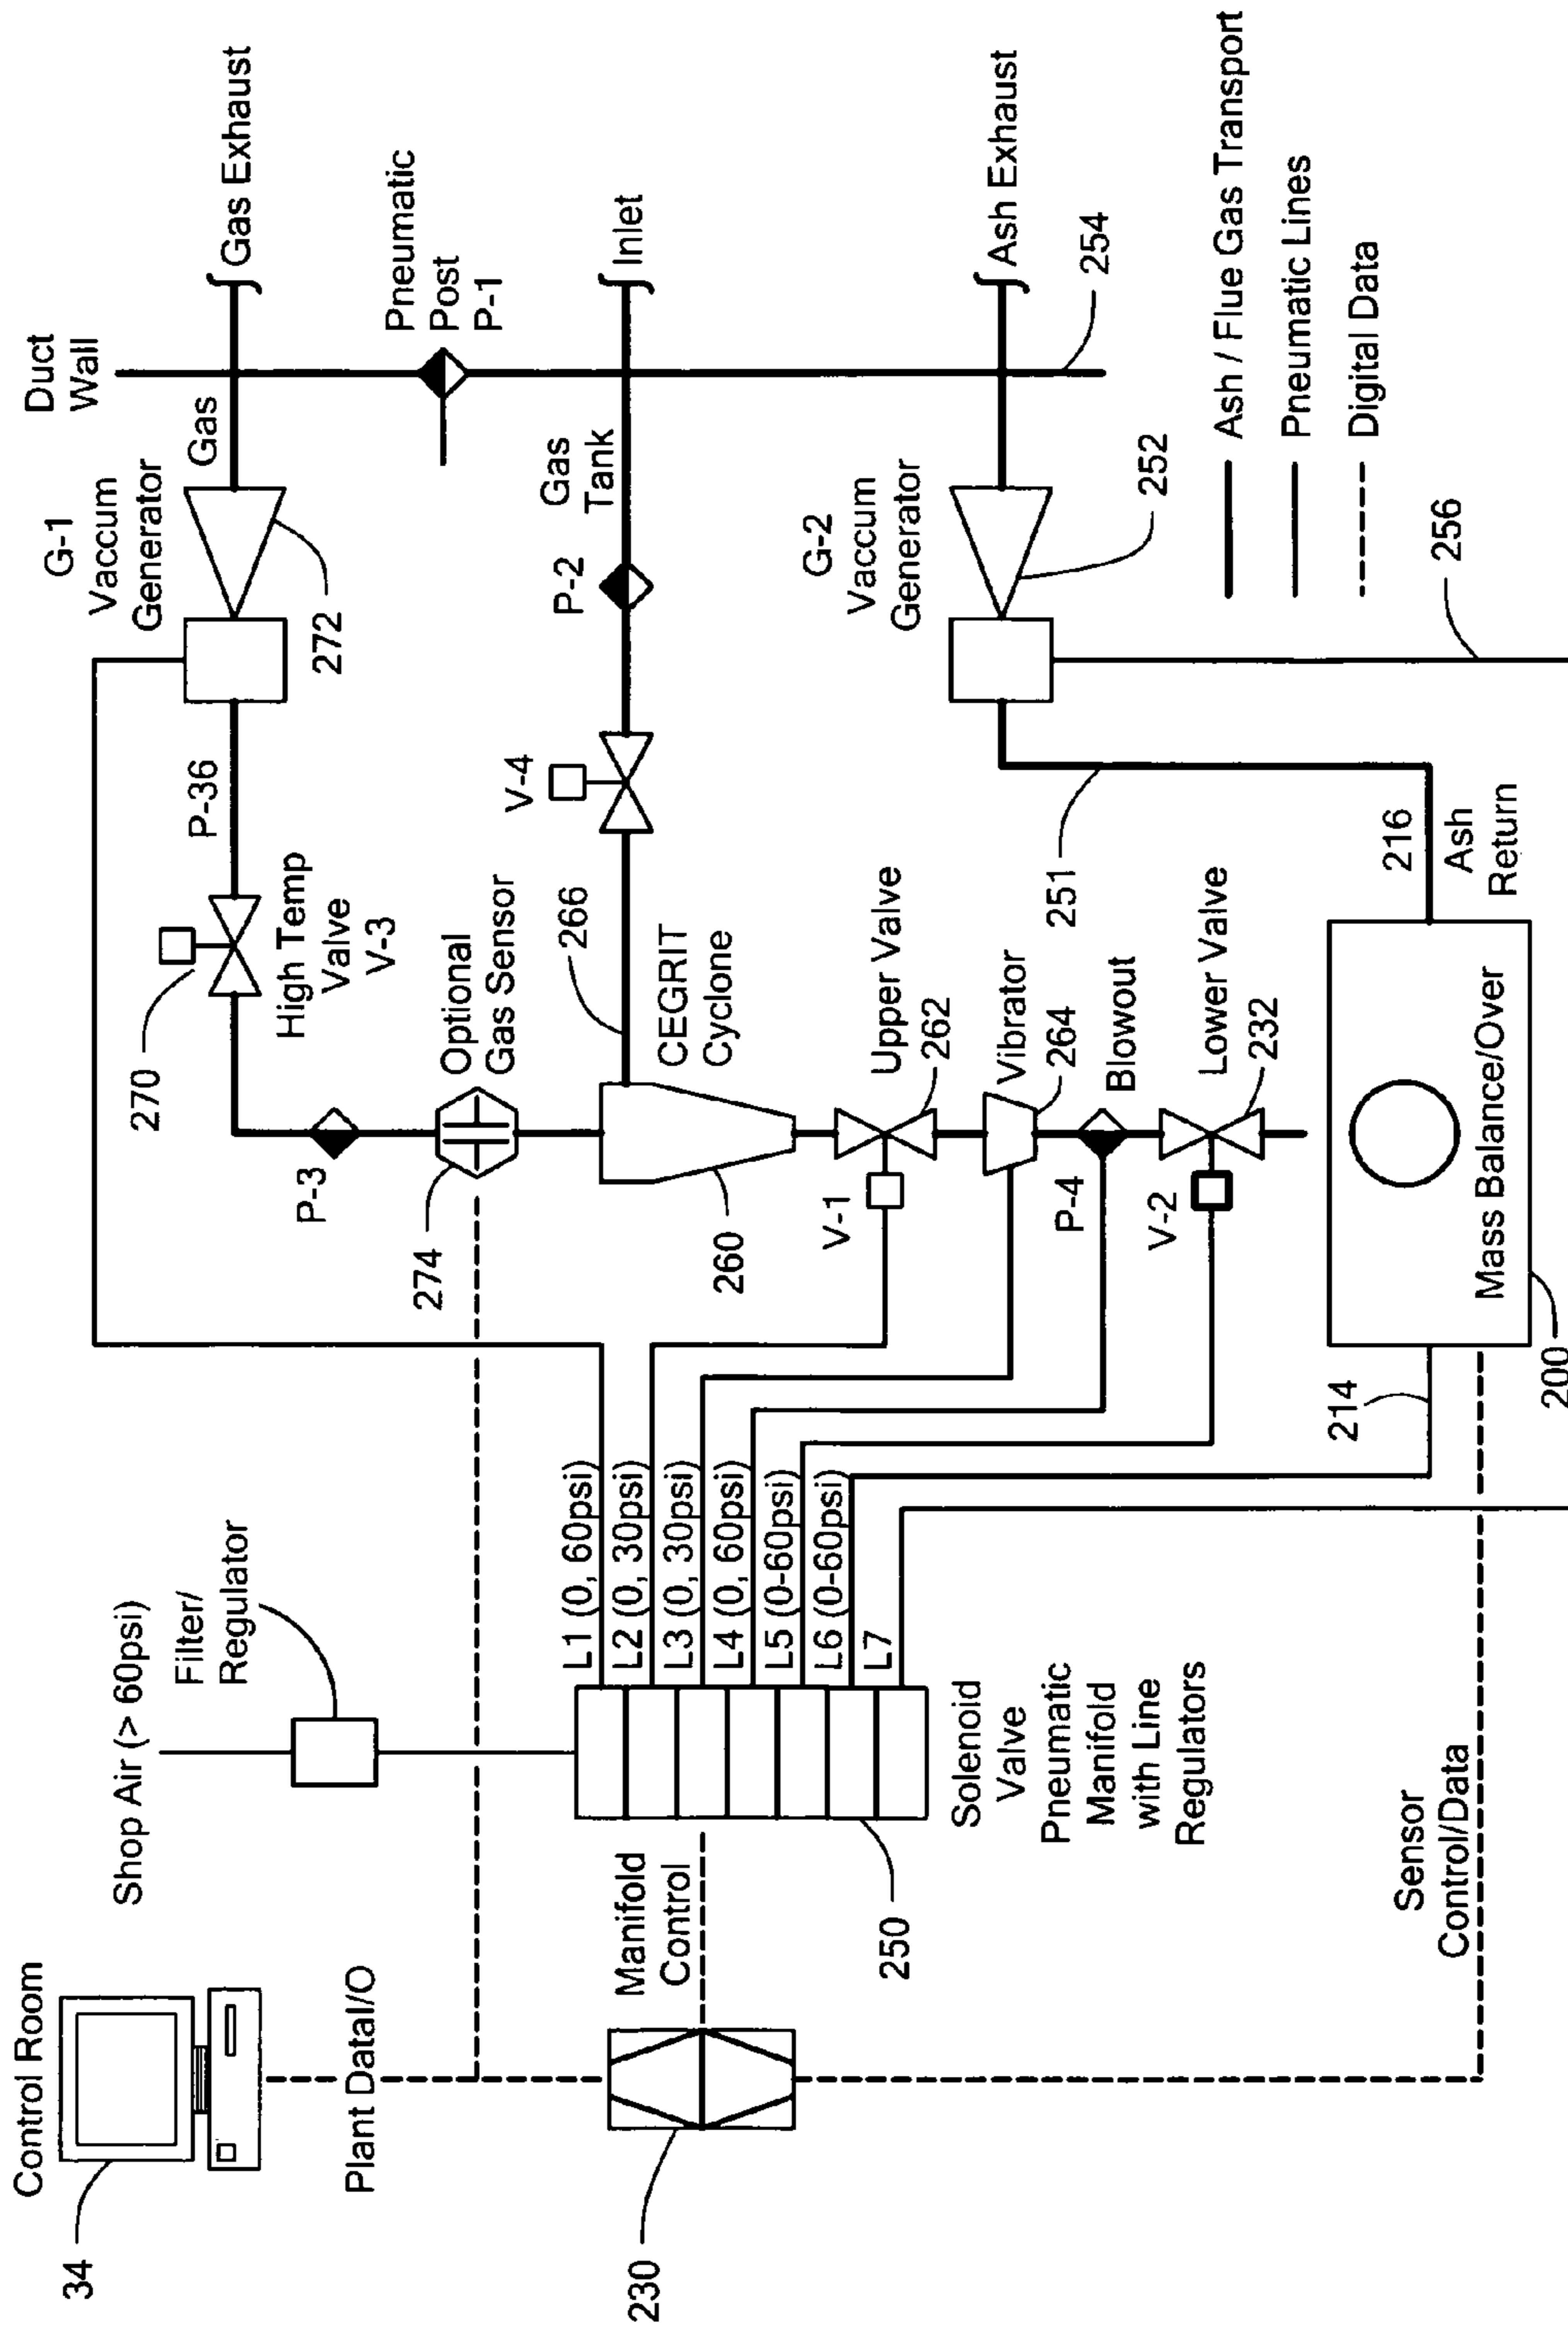 Control Room
34
Plant DataI/O
230
Shop Air (> 60psi)
Filter/
Regulator
Manifold
Control
250
Solenoid
Valve
Pneumatic
Manifold
with Line
Regulators
L1 (0, 60psi)
L2 (0, 30psi)
L3 (0, 30psi)
L4 (0, 60psi)
L5 (0-60psi)
L6 (0-60psi)
L7
Sensor
Control/Data
270
High Temp
Valve
V-3
P-3
Optional
Gas Sensor
274
P-36
G-1
Vaccum
Generator
272
Gas
Duct
Wall
Gas Exhaust
Pneumatic
Post
P-1
Gas
Tank
P-2
Inlet
V-4
266
CEGRIT
Cyclone
260
Upper Valve
262
V-1
Vibrator
264
Blowout
P-4
Lower Valve
232
V-2
G-2
Vaccum
Generator
252
Ash Exhaust
254
251
216
Ash
Return
256
214
Mass Balance/Over
200
Ash / Flue Gas Transport
Pneumatic Lines
Digital Data